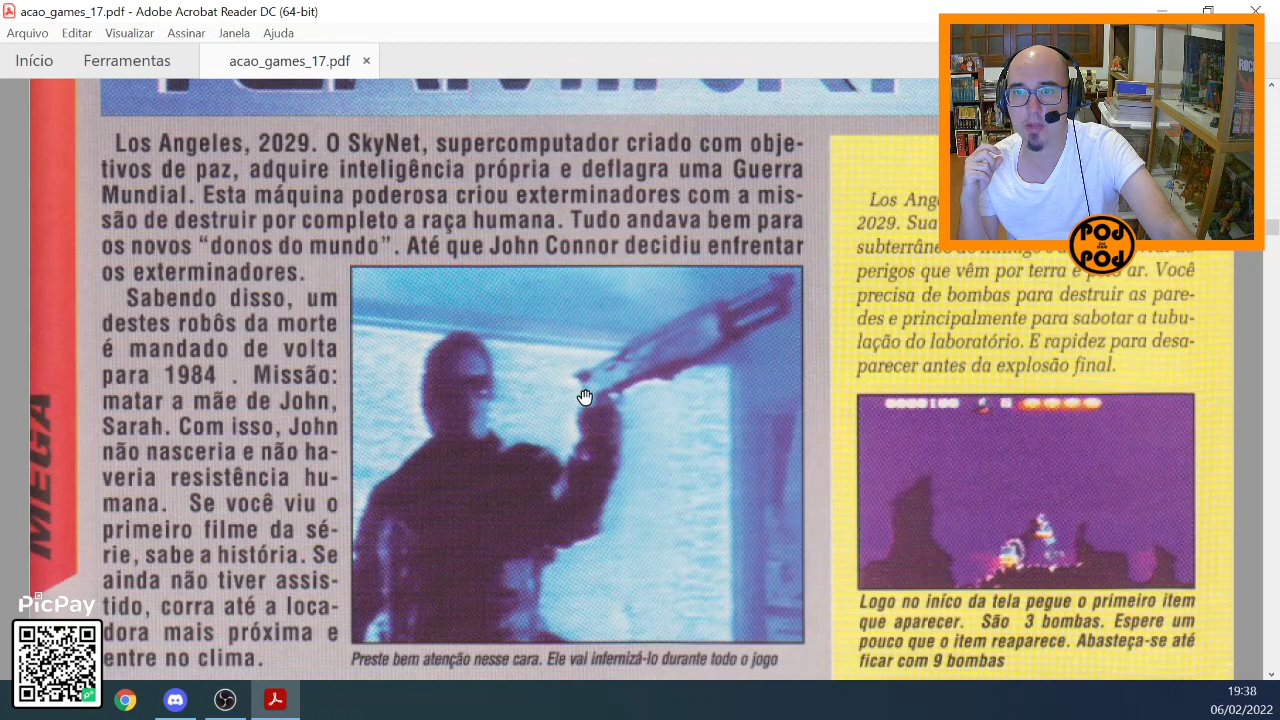 acao_games_17.pdf - Adobe Acrobat Reader DC (64-bit)
Arquivo Editar Visualizar Assinar Janela Ajuda
Início Ferramentas acao_games_17.pdf ×
Los Angeles, 029. O SkyNet, supercomputador criado com obje-
tivos de paz, adquire inteligência própria e deflagra uma Guerra
Mundial. Esta máquina poderosa criou exterminadores com a mis-
são de destruir por completo a raça humana. Tudo andava bem para
os novos “donos do mundo”. Até que John Connor decidiu enfrentar
os exterminadores.
Sabendo disso, um
destes robôs da morte
é mandado de volta
para 1984 . Missão:
matar a mãe de John,
Sarah. Com isso, John
não nasceria e não ha-
veria resistência hu-
mana. Se você viu o
primeiro filme da sé-
rie, sabe a história. Se
ainda não tiver assis-
tido, corra até a loca-
dora mais próxima e
entre no clima.
Preste bem atenção nesse cara. Ele vai infernizá-lo durante todo o jogo
MEGA
Los Ang
2029. Sua
perigos que vêm por terra e ar. Você
precisa de bombas para destruir as pare-
des e principalmente para sabotar a tubu-
lação do laboratório. E rapidez para desa-
parecer antes da explosão final.
Logo no iníco da tela pegue o primeiro item
que aparecer. São 3 bombas. Espere um
pouco que o item reaparece. Abasteça-se até
ficar com 9 bombas
POd
ou não
POd
PicPay
19:38
06/02/2022